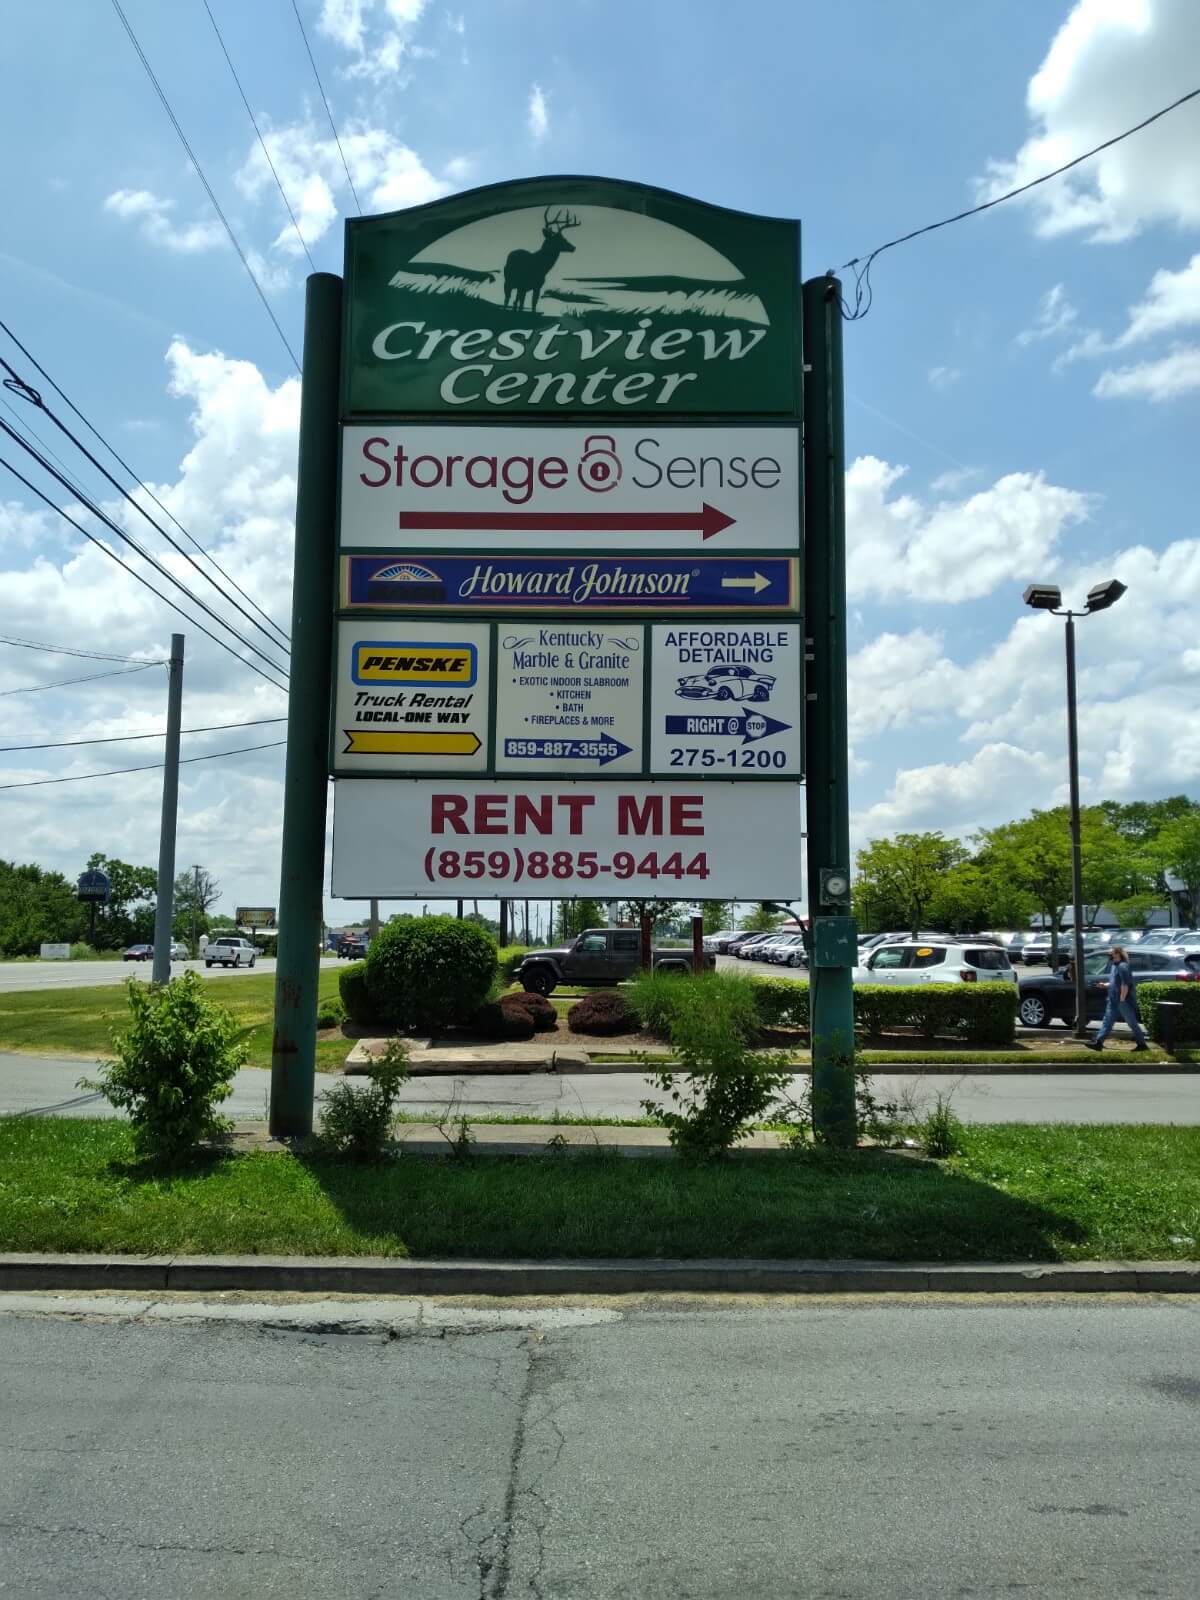 Crestview
Center
Storage Sense
Howard Johnson®
PENSKE
Truck Rental
LOCAL-ONE WAY
Kentucky
Marble & Granite
• EXOTIC INDOOR SLABROOM
• KITCHEN
• BATH
• FIREPLACES & MORE
859-887-3555
AFFORDABLE
DETAILING
RIGHT @ STOP
275-1200
RENT ME
(859)885-9444